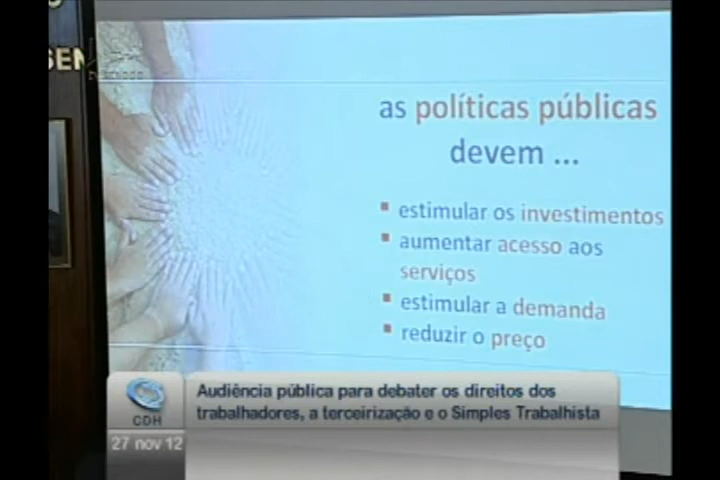 SEN
as políticas públicas
devem ...
estimular os investimentos
aumentar acesso aos
serviços
estimular a demanda
reduzir o preço
Audiência pública para debater os direitos dos
trabalhadores, a terceirização e o Simples Trabalhista
CDH
27 nov 12